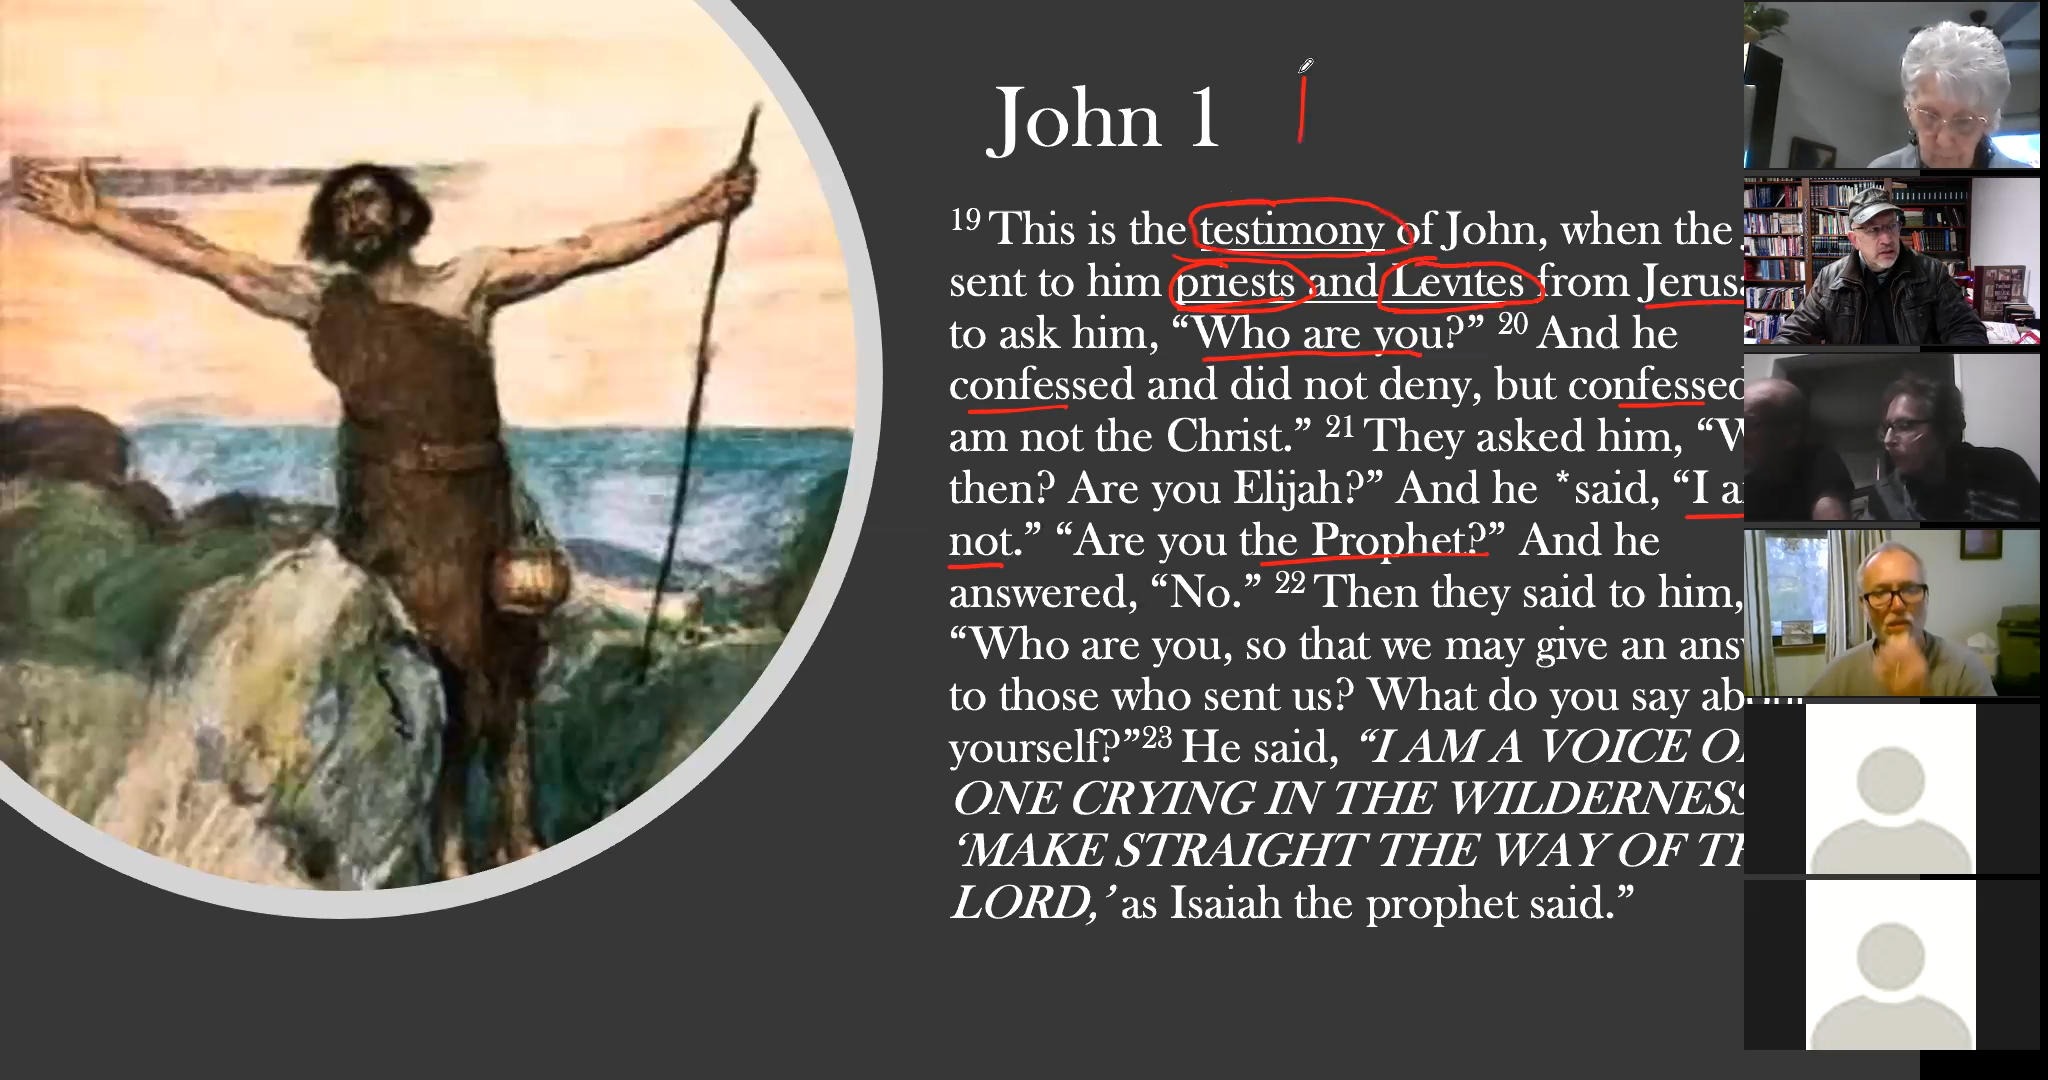 John 1
19 This is the testimony of John, when the
sent to him priests and Levites from
to ask him, “Who are you?” 20 And he
confessed and did not deny, but confessed
am not the Christ.” 21 They asked him,
then? Are you Elijah?” And he *said, “I
not.” “Are you the Prophet?” And he
answered, “No.” 22 Then they said to him,
“Who are you, so that we may give an
to those who sent us? What do you say
yourself?”23 He said, “I AM A VOICE
ONE CRYING IN THE WILDERNESS
‘MAKE STRAIGHT THE WAY OF
LORD,’ as Isaiah the prophet said.”